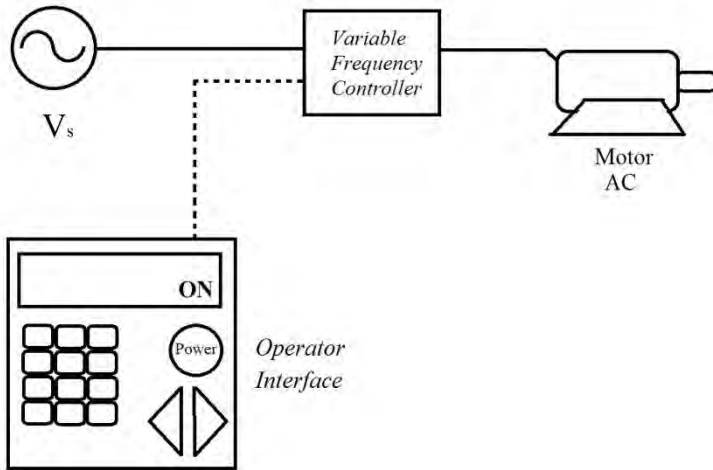 Variable
Frequency
Controller
Vs
Motor
AC
ON
Power
Operator
Interface